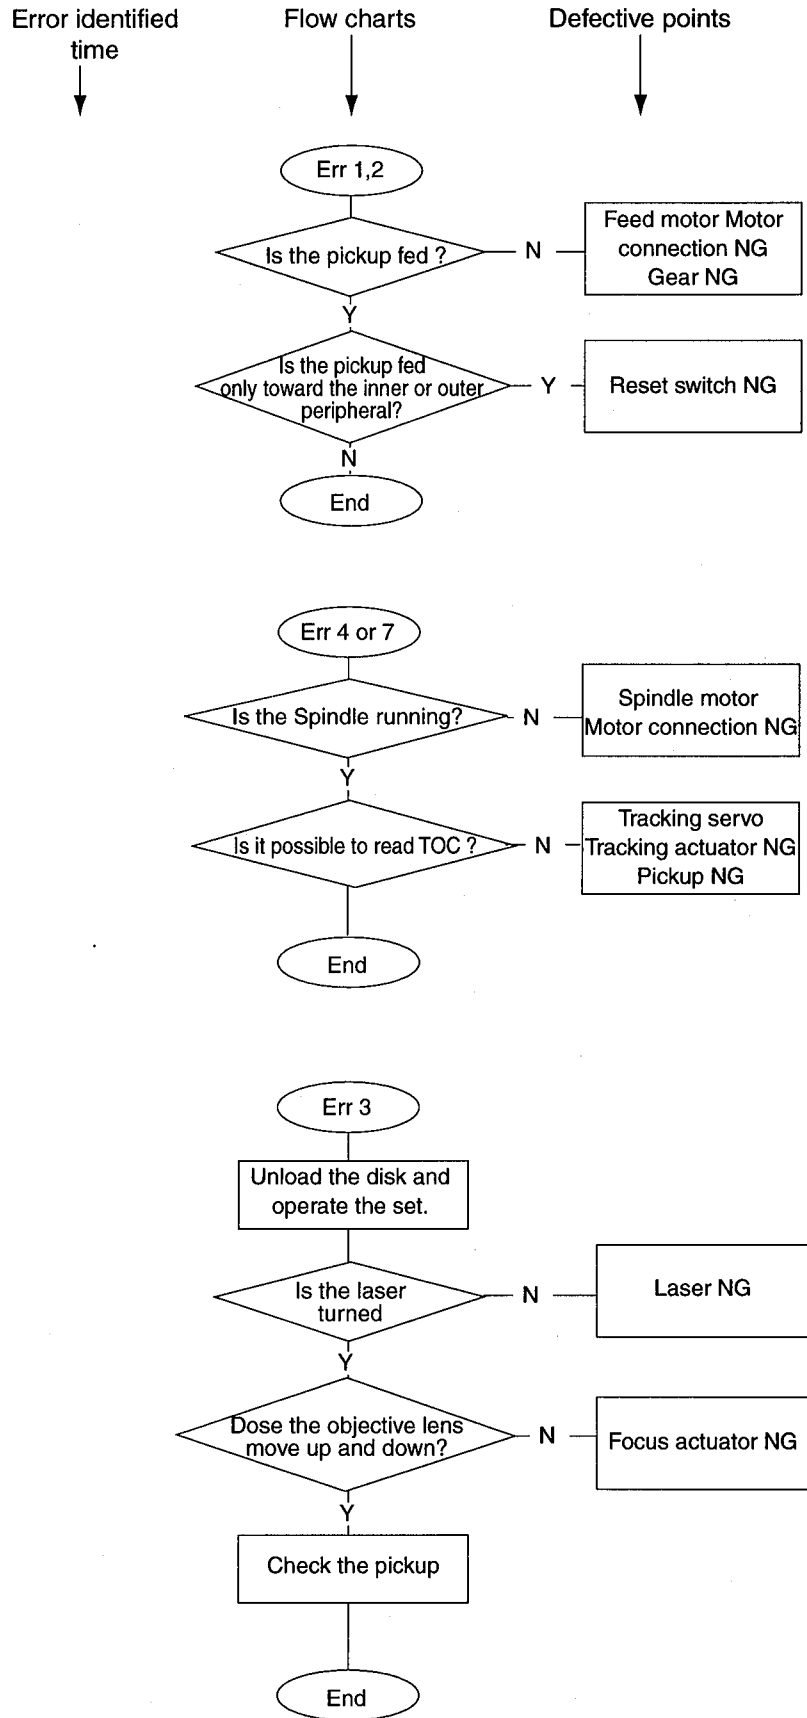 Error identified
time
Flow charts
Defective points
Err 1,2
Is the pickup fed ?
N
Feed motor Motor
connection NG
Gear NG
Y
Is the pickup fed
only toward the inner or outer
peripheral?
Y
Reset switch NG
N
End
Err 4 or 7
Is the Spindle running?
N
Spindle motor
Motor connection NG
Y
Is it possible to read TOC ?
N
Tracking servo
Tracking actuator NG
Pickup NG
End
Err 3
Unload the disk and
operate the set.
Is the laser
turned
N
Laser NG
Y
Dose the objective lens
move up and down?
N
Focus actuator NG
Y
Check the pickup
End